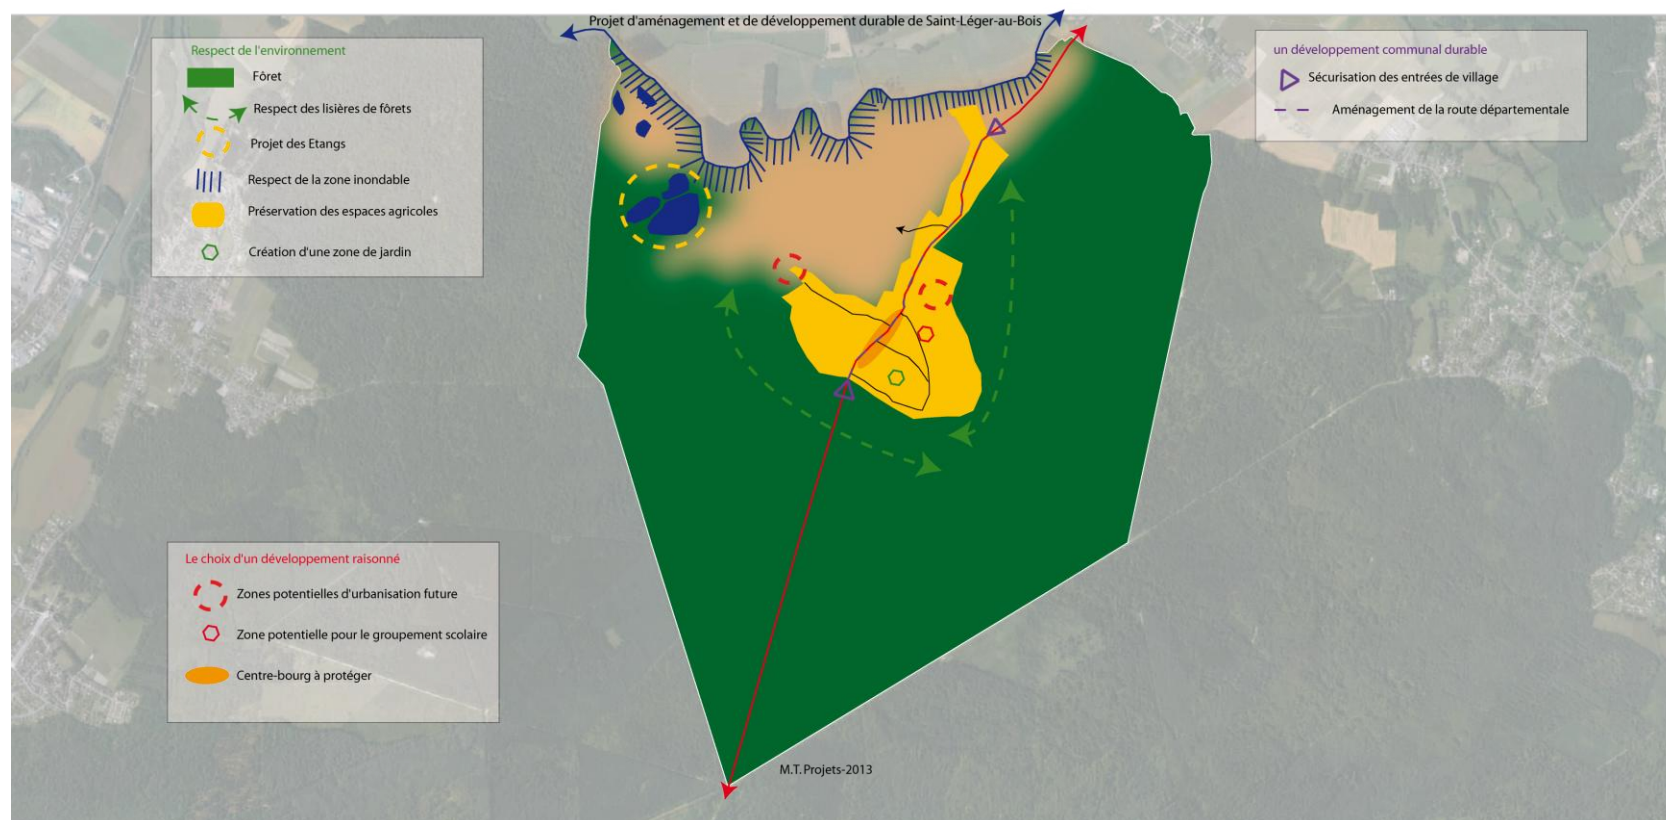 Projet d'aménagement et de développement durable de Saint-Léger-au-Bois
Respect de l'environnement
Fôret
Respect des lisières de fôrets
Projet des Etangs
Respect de la zone inondable
Préservation des espaces agricoles
Création d'une zone de jardin
un développement communal durable
Sécurisation des entrées de village
Aménagement de la route départementale
Le choix d'un développement raisonné
Zones potentielles d'urbanisation future
Zone potentielle pour le groupement scolaire
Centre-bourg à protéger
M.T. Projets-2013